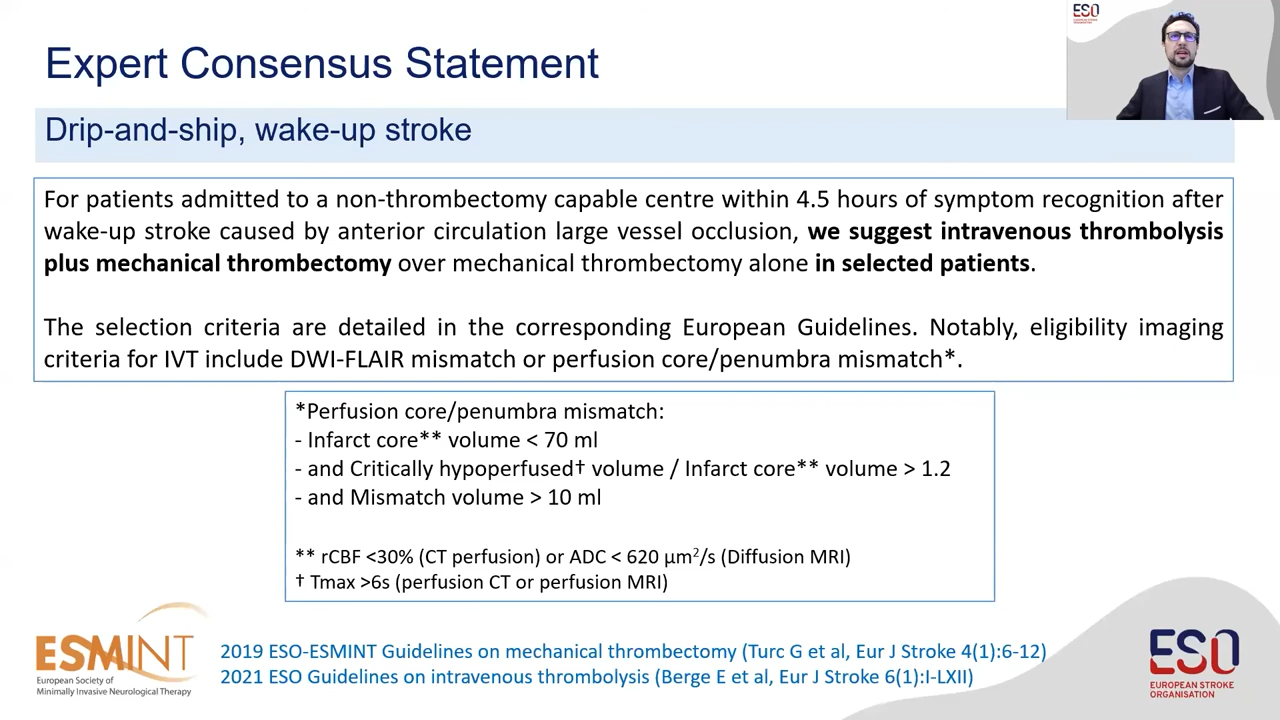 ESO
EUROPEAN STROKE
ORGANISATION
Expert Consensus Statement
Drip-and-ship, wake-up stroke
For patients admitted to a non-thrombectomy capable centre within 4.5 hours of symptom recognition after
wake-up stroke caused by anterior circulation large vessel occlusion, we suggest intravenous thrombolysis
plus mechanical thrombectomy over mechanical thrombectomy alone in selected patients.
The selection criteria are detailed in the corresponding European Guidelines. Notably, eligibility imaging
criteria for IVT include DWI-FLAIR mismatch or perfusion core/penumbra mismatch*.
*Perfusion core/penumbra mismatch:
- Infarct core** volume < 70 ml
- and Critically hypoperfused† volume / Infarct core** volume > 1.2
- and Mismatch volume > 10 ml
** rCBF <30% (CT perfusion) or ADC < 620 µm²/s (Diffusion MRI)
† Tmax >6s (perfusion CT or perfusion MRI)
ESMINT
European Society of
Minimally Invasive Neurological Therapy
2019 ESO-ESMINT Guidelines on mechanical thrombectomy (Turc G et al, Eur J Stroke 4(1):6-12)
2021 ESO Guidelines on intravenous thrombolysis (Berge E et al, Eur J Stroke 6(1):I-LXII)
ESO
EUROPEAN STROKE
ORGANISATION